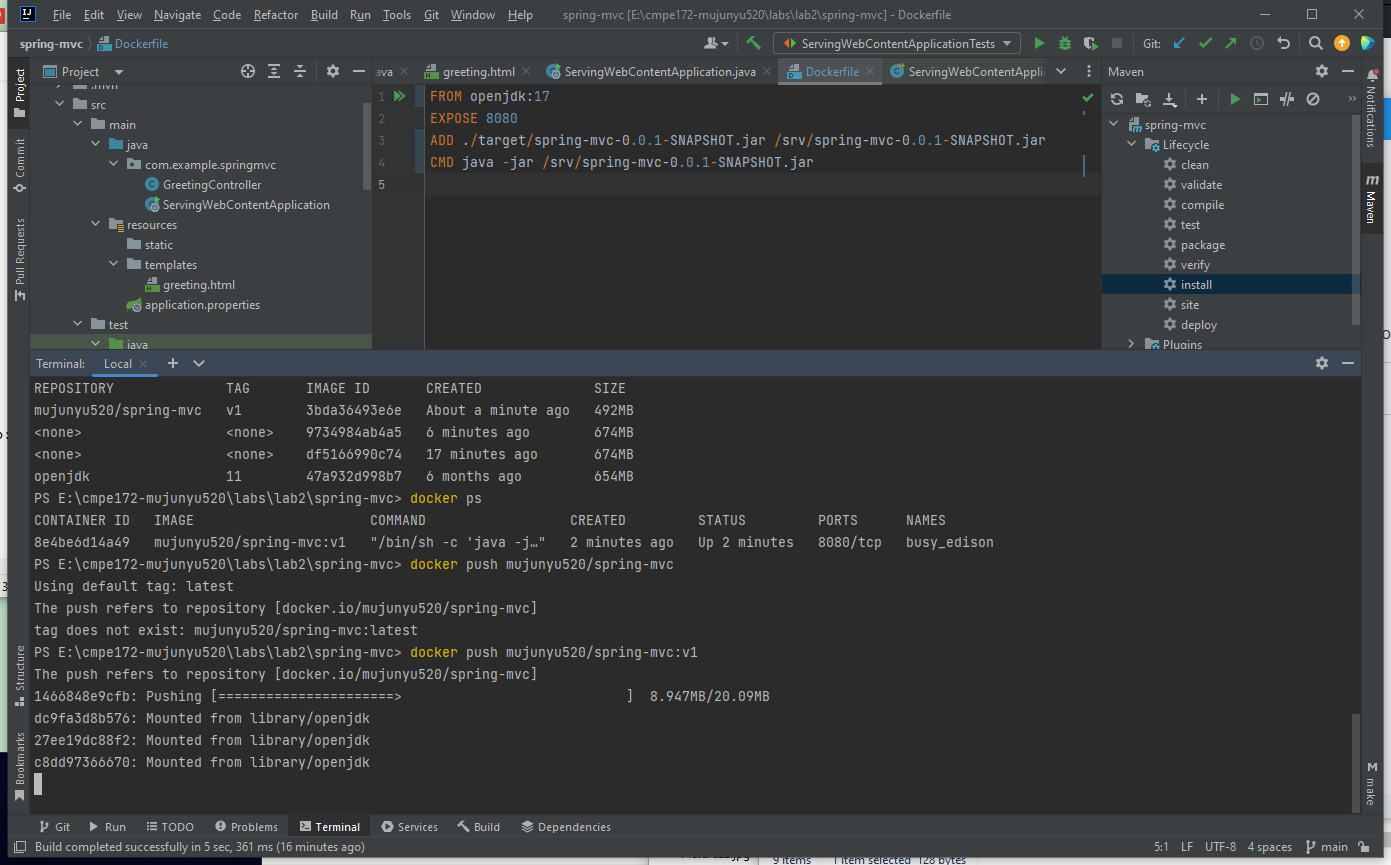 File Edit View Navigate Code Refactor Build Run Tools Git Window Help spring-mvc [E:\cmpe172-mujunyu520\labs\lab2\spring-mvc] - Dockerfile
spring-mvc Dockerfile ServingWebContentApplicationTests Git:
Project ava greeting.html ServingWebContentApplication.java Dockerfile ServingWebContentAppli Maven
Project
Commit
Pull Requests
Structure
Bookmarks
.mvn
src
main
java
com.example.springmvc
GreetingController
ServingWebContentApplication
resources
static
templates
greeting.html
application.properties
test
java
1 FROM openjdk:17
2 EXPOSE 8080
3 ADD ./target/spring-mvc-0.0.1-SNAPSHOT.jar /srv/spring-mvc-0.0.1-SNAPSHOT.jar
4 CMD java -jar /srv/spring-mvc-0.0.1-SNAPSHOT.jar
5
spring-mvc
Lifecycle
clean
validate
compile
test
package
verify
install
site
deploy
Plugins
Notifications
Maven
make
Terminal: Local
REPOSITORY TAG IMAGE ID CREATED SIZE
mujunyu520/spring-mvc v1 3bda36493e6e About a minute ago 492MB
<none> <none> 9734984ab4a5 6 minutes ago 674MB
<none> <none> df5166990c74 17 minutes ago 674MB
openjdk 11 47a932d998b7 6 months ago 654MB
PS E:\cmpe172-mujunyu520\labs\lab2\spring-mvc> docker ps
CONTAINER ID IMAGE COMMAND CREATED STATUS PORTS NAMES
8e4be6d14a49 mujunyu520/spring-mvc:v1 "/bin/sh -c 'java -j…" 2 minutes ago Up 2 minutes 8080/tcp busy_edison
PS E:\cmpe172-mujunyu520\labs\lab2\spring-mvc> docker push mujunyu520/spring-mvc
Using default tag: latest
The push refers to repository [docker.io/mujunyu520/spring-mvc]
tag does not exist: mujunyu520/spring-mvc:latest
PS E:\cmpe172-mujunyu520\labs\lab2\spring-mvc> docker push mujunyu520/spring-mvc:v1
The push refers to repository [docker.io/mujunyu520/spring-mvc]
1466848e9cfb: Pushing [======================> ] 8.947MB/20.09MB
dc9fa3d8b576: Mounted from library/openjdk
27ee19dc88f2: Mounted from library/openjdk
c8dd97366670: Mounted from library/openjdk
Git Run TODO Problems Terminal Services Build Dependencies
Build completed successfully in 5 sec, 361 ms (16 minutes ago) 5:1 LF UTF-8 4 spaces main
9 items 1 item selected 128 bytes